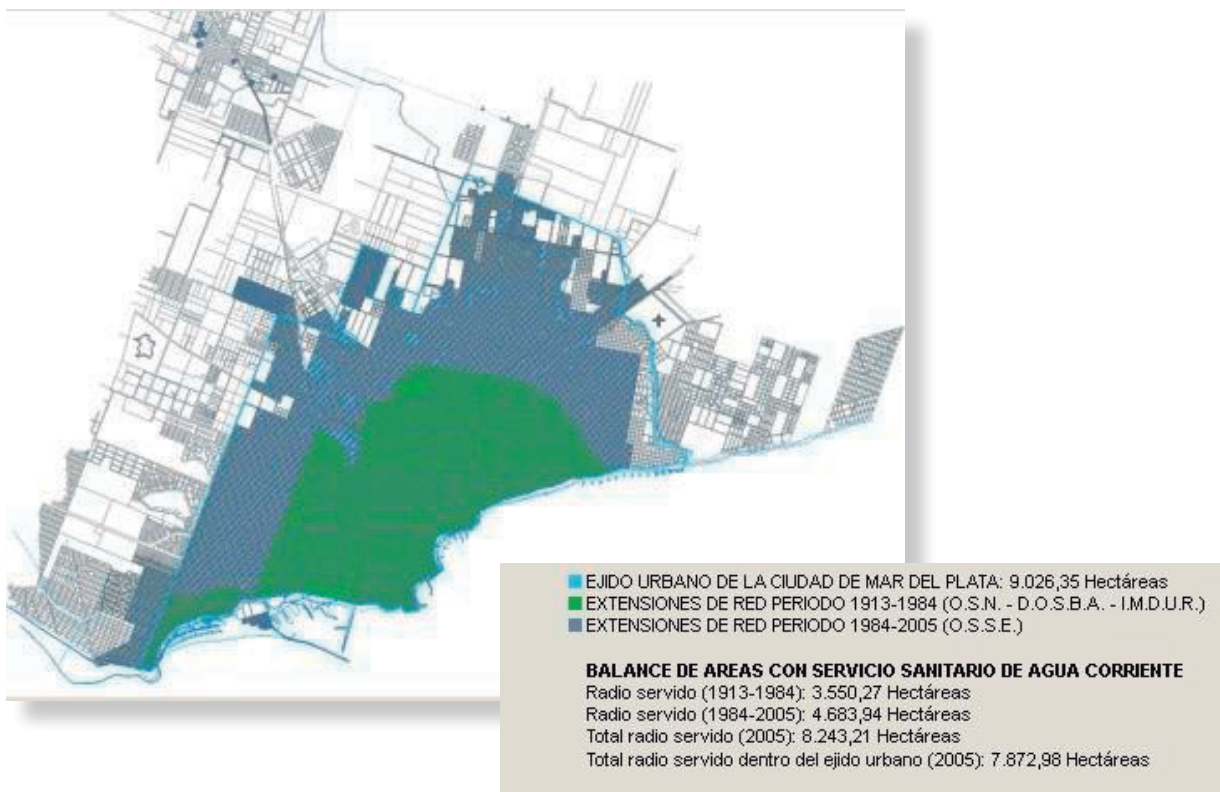 EJIDO URBANO DE LA CIUDAD DE MAR DEL PLATA: 9.026,35 Hectáreas
EXTENSIONES DE RED PERIODO 1913-1984 (O.S.N. - D.O.S.B.A. - I.M.D.U.R.)
EXTENSIONES DE RED PERIODO 1984-2005 (O.S.S.E.)
BALANCE DE AREAS CON SERVICIO SANITARIO DE AGUA CORRIENTE
Radio servido (1913-1984): 3.550,27 Hectáreas
Radio servido (1984-2005): 4.683,94 Hectáreas
Total radio servido (2005): 8.243,21 Hectáreas
Total radio servido dentro del ejido urbano (2005): 7.872,98 Hectáreas